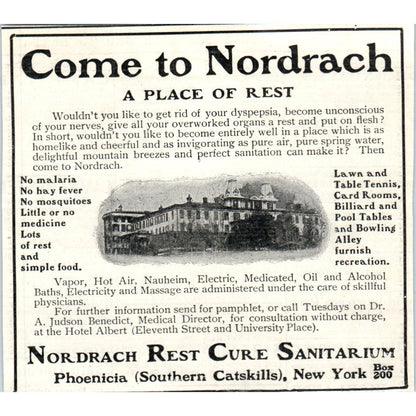 Come to Nordrach
A PLACE OF REST
Wouldn't you like to get rid of your dyspepsia, become unconscious
of your nerves, give all your overworked organs a rest and put on flesh?
In short, wouldn't you like to become entirely well in a place which is as
homelike and cheerful and as invigorating as pure air, pure spring water,
delightful mountain breezes and perfect sanitation can make it? Then
come to Nordrach.
No malaria
No hay fever
No mosquitoes
Little or no
medicine
Lots
of rest
and
simple food.
Lawn and
Table Tennis,
Card Rooms,
Billiard and
Pool Tables
and Bowling
Alley
furnish
recreation.
Vapor, Hot Air, Nauheim, Electric, Medicated, Oil and Alcohol
Baths, Electricity and Massage are administered under the care of skillful
physicians.
For further information send for pamphlet, or call Tuesdays on Dr.
A. Judson Benedict, Medical Director, for consultation without charge,
at the Hotel Albert (Eleventh Street and University Place).
NORDRACH REST CURE SANITARIUM
Phoenicia (Southern Catskills), New York Box 200